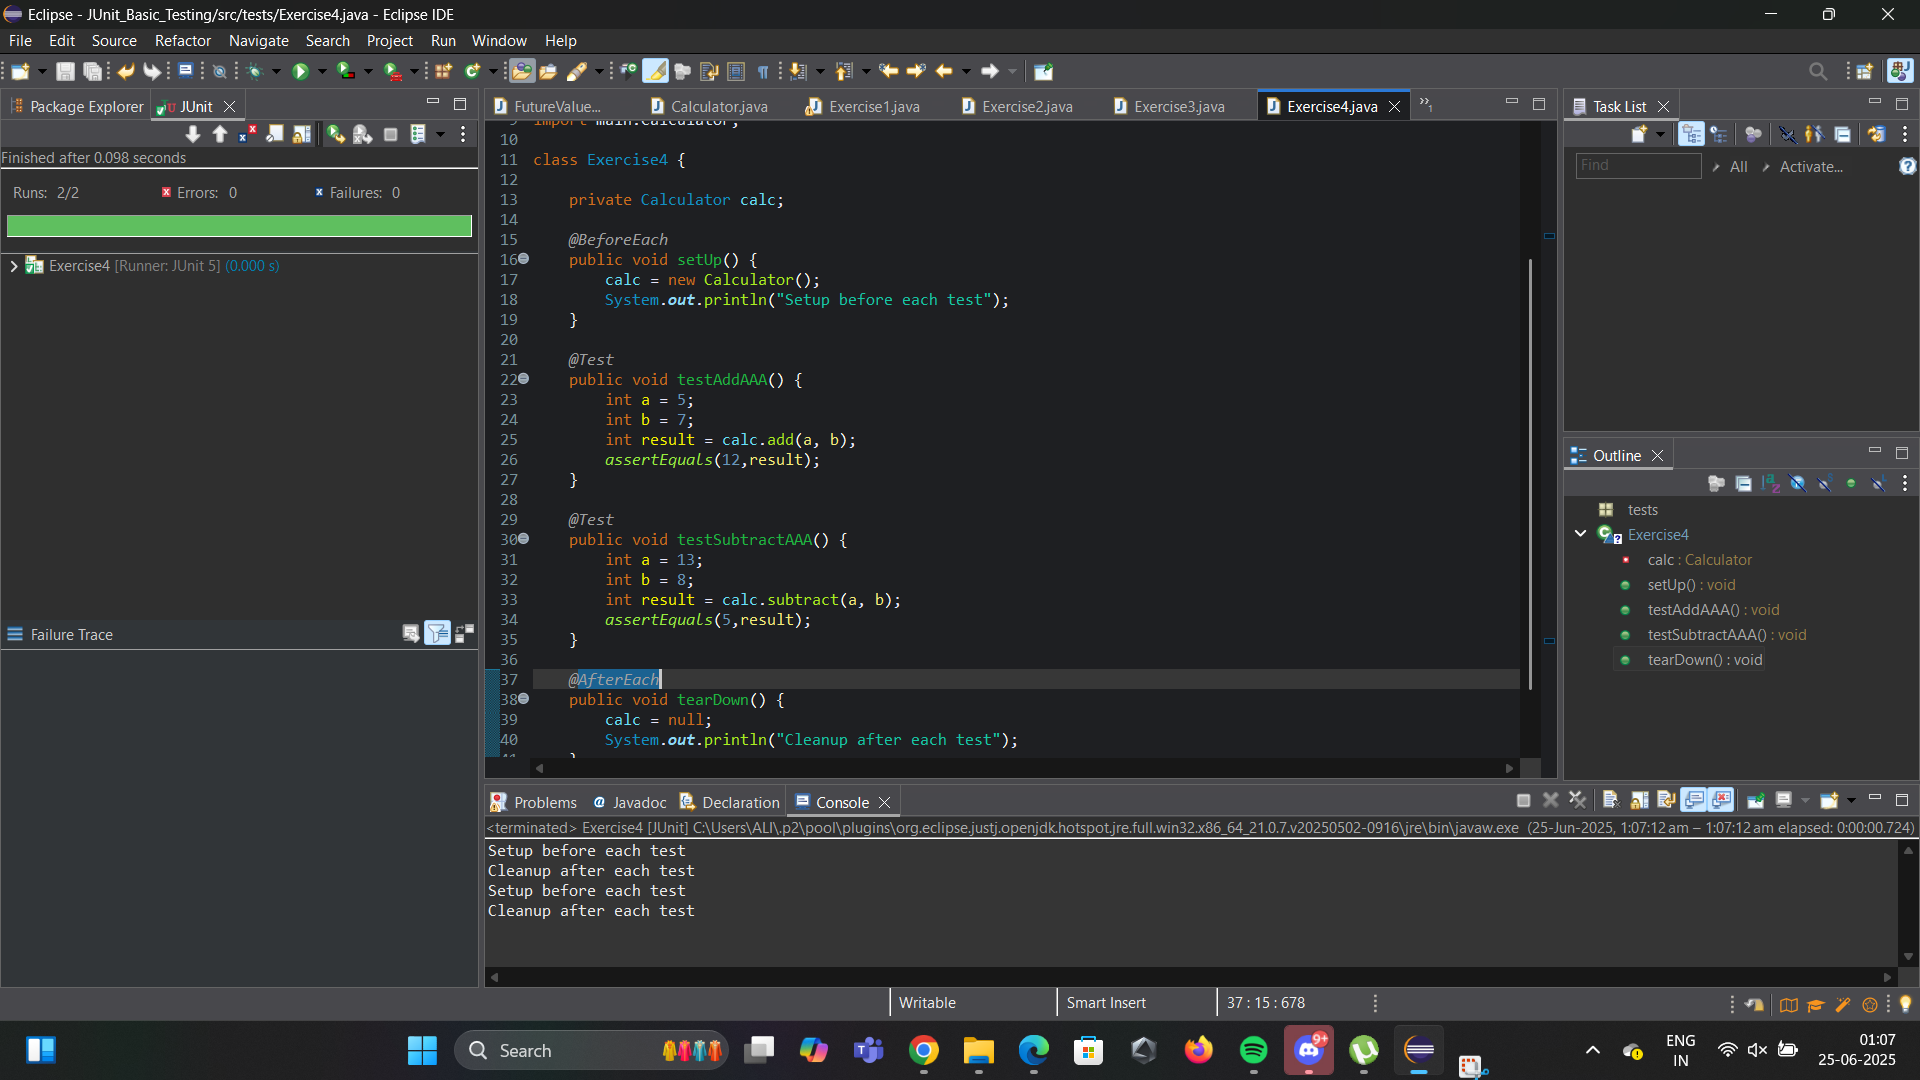 Eclipse - JUnit_Basic_Testing/src/tests/Exercise4.java - Eclipse IDE
File Edit Source Refactor Navigate Search Project Run Window Help
Package Explorer JUnit
Finished after 0.098 seconds
Runs: 2/2 Errors: 0 Failures: 0
Exercise4 [Runner: JUnit 5] (0.000 s)
Failure Trace
FutureValue... Calculator.java Exercise1.java Exercise2.java Exercise3.java Exercise4.java »1
9 import main.Calculator;
10
11 class Exercise4 {
12
13 private Calculator calc;
14
15 @BeforeEach
16 public void setUp() {
17 calc = new Calculator();
18 System.out.println("Setup before each test");
19 }
20
21 @Test
22 public void testAddAAA() {
23 int a = 5;
24 int b = 7;
25 int result = calc.add(a, b);
26 assertEquals(12,result);
27 }
28
29 @Test
30 public void testSubtractAAA() {
31 int a = 13;
32 int b = 8;
33 int result = calc.subtract(a, b);
34 assertEquals(5,result);
35 }
36
37 @AfterEach
38 public void tearDown() {
39 calc = null;
40 System.out.println("Cleanup after each test");
41 }
Task List
Find All Activate...
Outline
tests
Exercise4
calc : Calculator
setUp() : void
testAddAAA() : void
testSubtractAAA() : void
tearDown() : void
Problems Javadoc Declaration Console
<terminated> Exercise4 [JUnit] C:\Users\ALI\.p2\pool\plugins\org.eclipse.justj.openjdk.hotspot.jre.full.win32.x86_64_21.0.7.v20250502-0916\jre\bin\javaw.exe (25-Jun-2025, 1:07:12 am – 1:07:12 am elapsed: 0:00:00.724)
Setup before each test
Cleanup after each test
Setup before each test
Cleanup after each test
Writable Smart Insert 37 : 15 : 678
Search
9+
ENG
IN
01:07
25-06-2025